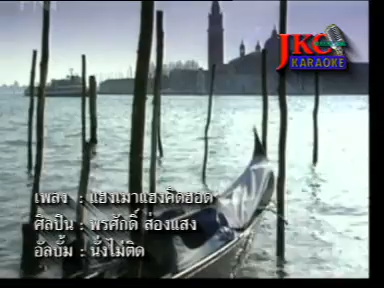 JKC
KARAOKE
เพลง : แฮงเมาแฮงคิดฮอด
ศิลปิน : พรศักดิ์ ส่องแสง
อัลบั้ม : นั่งไม่ติด